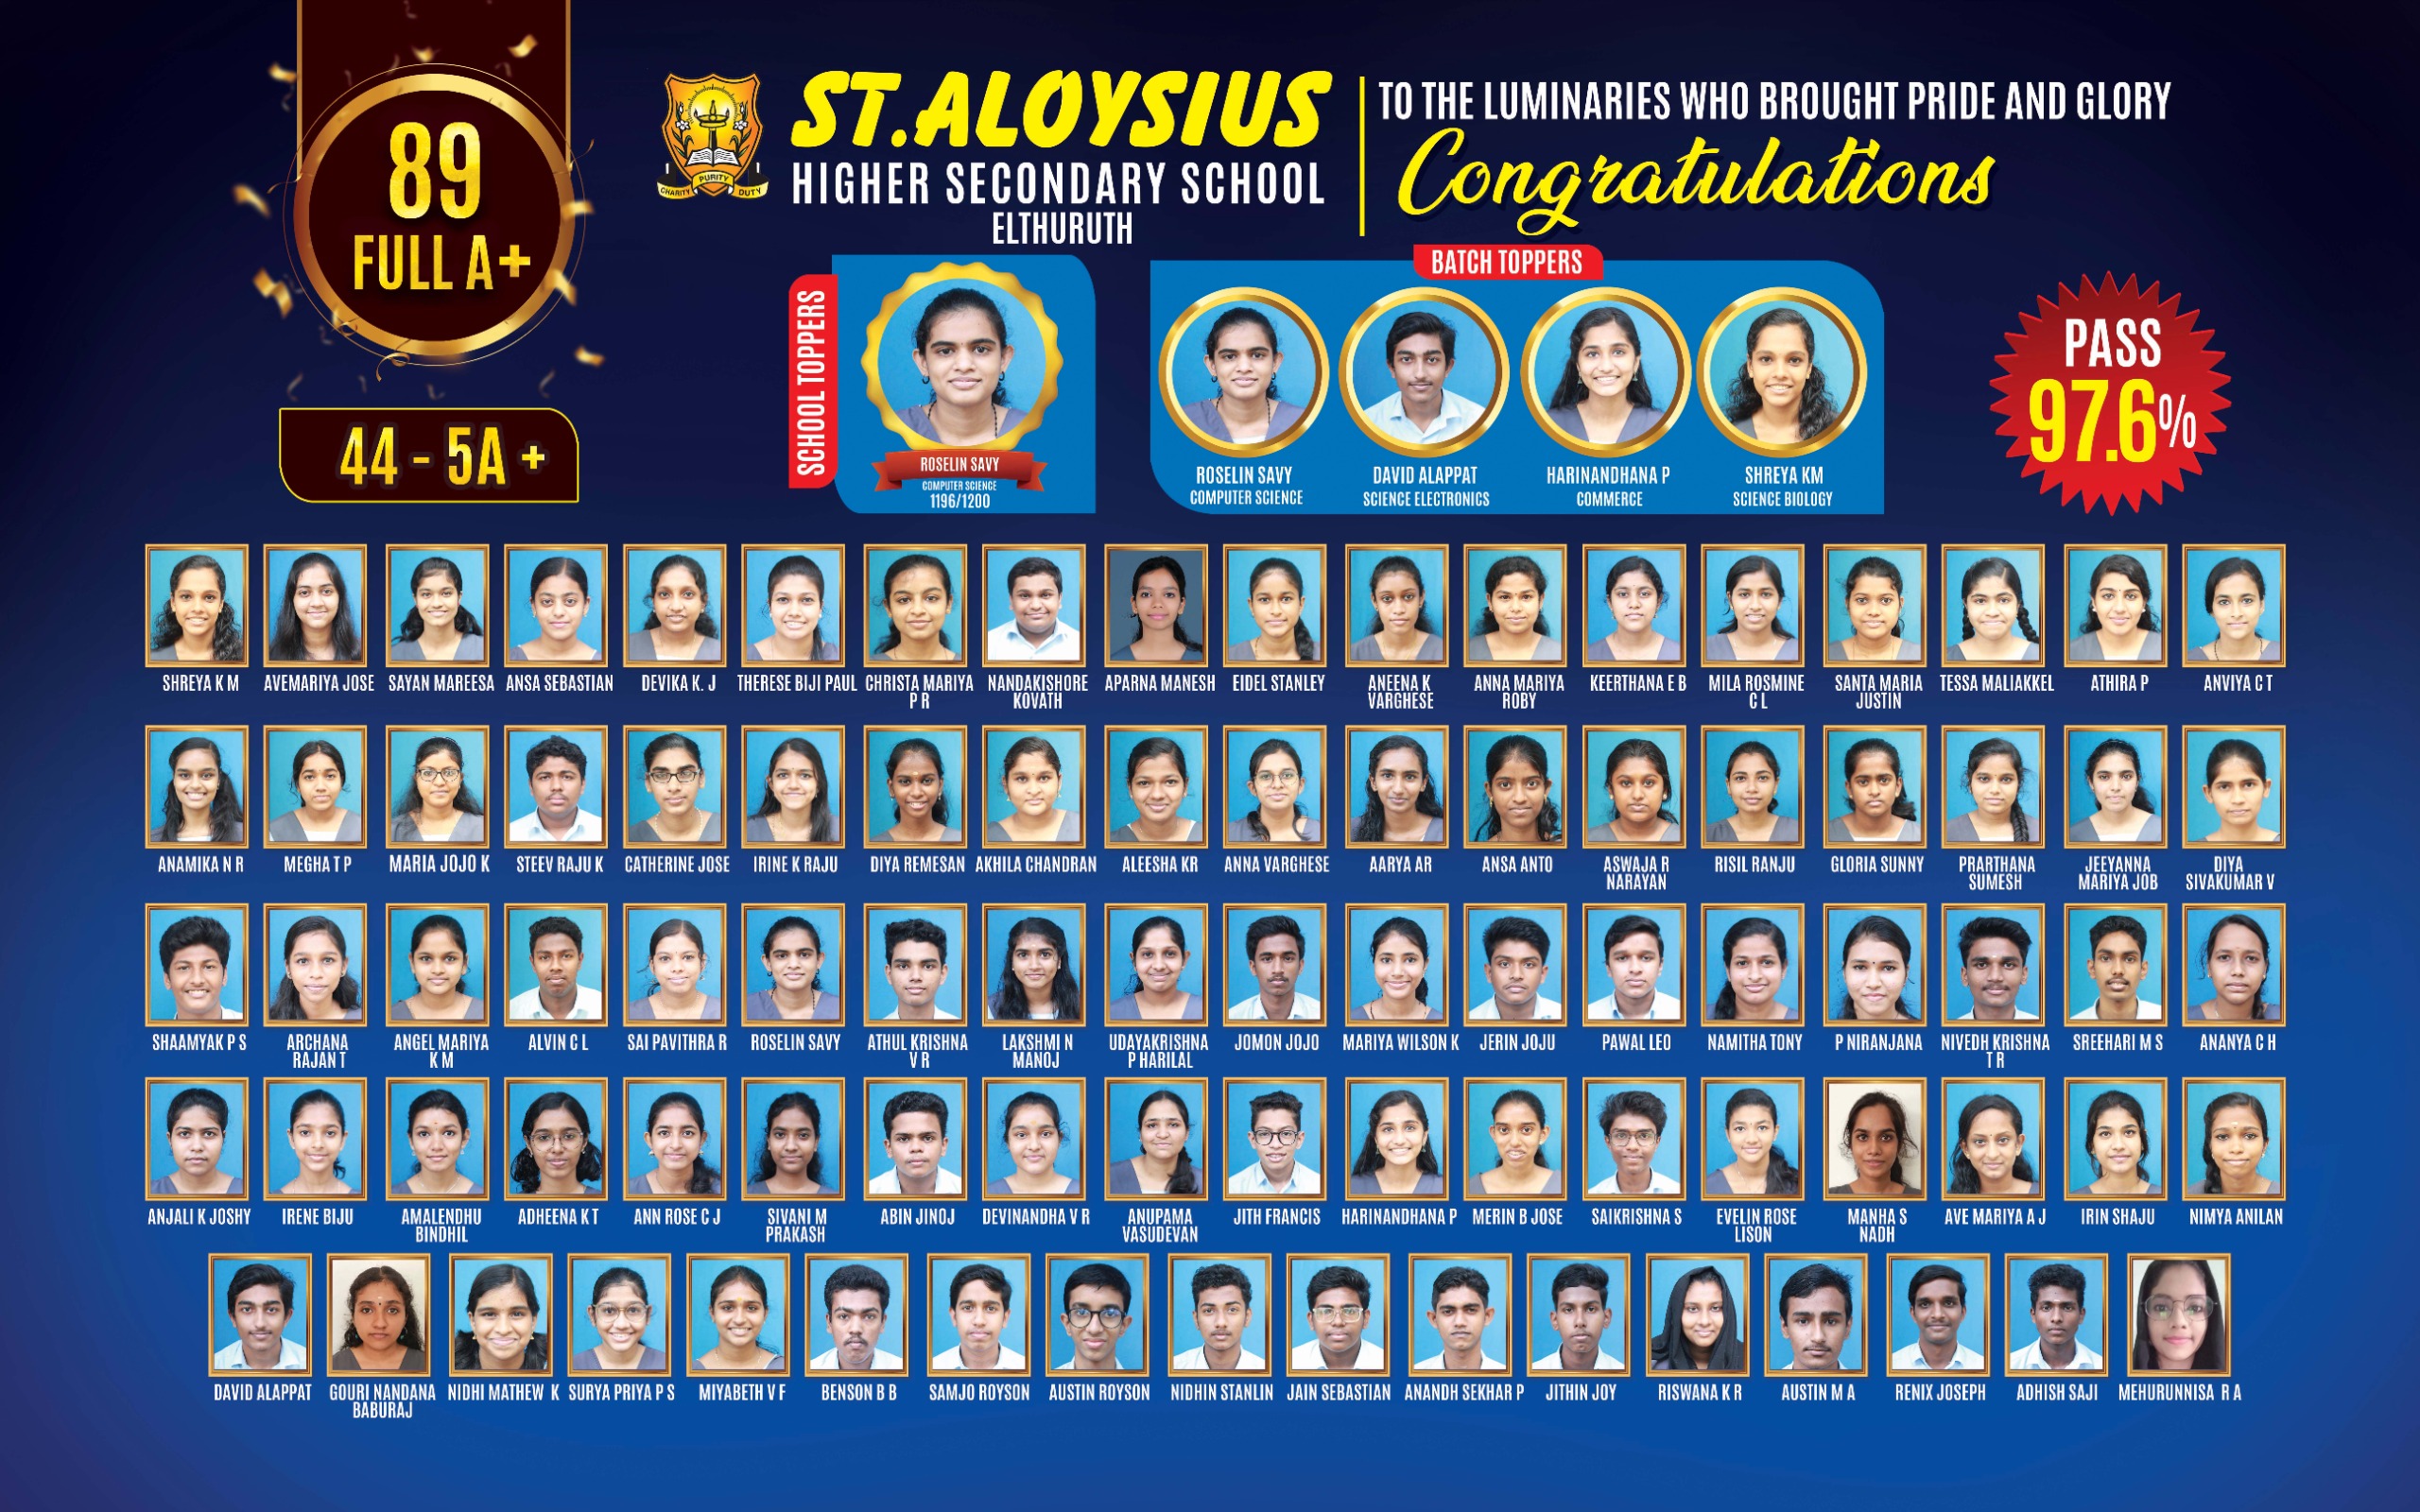 89
FULL A+
44 - 5A +
CHARITY PURITY DUTY
ST.ALOYSIUS
HIGHER SECONDARY SCHOOL
ELTHURUTH
TO THE LUMINARIES WHO BROUGHT PRIDE AND GLORY
Congratulations
SCHOOL TOPPERS
ROSELIN SAVY
COMPUTER SCIENCE
1196/1200
BATCH TOPPERS
ROSELIN SAVY
COMPUTER SCIENCE
DAVID ALAPPAT
SCIENCE ELECTRONICS
HARINANDHANA P
COMMERCE
SHREYA KM
SCIENCE BIOLOGY
PASS
97.6%
SHREYA K M
AVEMARIYA JOSE
SAYAN MAREESA
ANSA SEBASTIAN
DEVIKA K. J
THERESE BIJI PAUL
CHRISTA MARIYA
P R
NANDAKISHORE
KOVATH
APARNA MANESH
EIDEL STANLEY
ANEENA K
VARGHESE
ANNA MARIYA
ROBY
KEERTHANA E B
MILA ROSMINE
C L
SANTA MARIA
JUSTIN
TESSA MALIAKKEL
ATHIRA P
ANVIYA C T
ANAMIKA N R
MEGHA T P
MARIA JOJO K
STEEV RAJU K
CATHERINE JOSE
IRINE K RAJU
DIYA REMESAN
AKHILA CHANDRAN
ALEESHA KR
ANNA VARGHESE
AARYA AR
ANSA ANTO
ASWAJA R
NARAYAN
RISIL RANJU
GLORIA SUNNY
PRARTHANA
SUMESH
JEEYANNA
MARIYA JOB
DIYA
SIVAKUMAR V
SHAAMYAK P S
ARCHANA
RAJAN T
ANGEL MARIYA
K M
ALVIN C L
SAI PAVITHRA R
ROSELIN SAVY
ATHUL KRISHNA
V R
LAKSHMI N
MANOJ
UDAYAKRISHNA
P HARILAL
JOMON JOJO
MARIYA WILSON K
JERIN JOJU
PAWAL LEO
NAMITHA TONY
P NIRANJANA
NIVEDH KRISHNA
T R
SREEHARI M S
ANANYA C H
ANJALI K JOSHY
IRENE BIJU
AMALENDHU
BINDHIL
ADHEENA K T
ANN ROSE C J
SIVANI M
PRAKASH
ABIN JINOJ
DEVINANDHA V R
ANUPAMA
VASUDEVAN
JITH FRANCIS
HARINANDHANA P
MERIN B JOSE
SAIKRISHNA S
EVELIN ROSE
LISON
MANHA S
NADH
AVE MARIYA A J
IRIN SHAJU
NIMYA ANILAN
DAVID ALAPPAT
GOURI NANDANA
BABURAJ
NIDHI MATHEW K
SURYA PRIYA P S
MIYABETH V F
BENSON B B
SAMJO ROYSON
AUSTIN ROYSON
NIDHIN STANLIN
JAIN SEBASTIAN
ANANDH SEKHAR P
JITHIN JOY
RISWANA K R
AUSTIN M A
RENIX JOSEPH
ADHISH SAJI
MEHURUNNISA R A